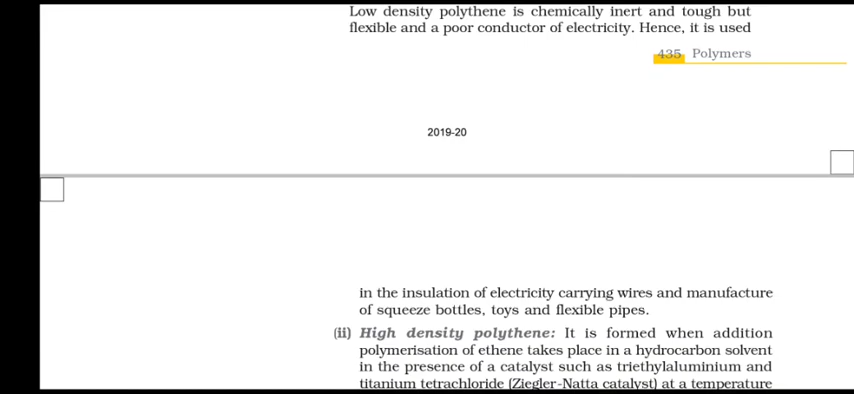 Low density polythene is chemically inert and tough but
flexible and a poor conductor of electricity. Hence, it is used
435 Polymers
2019-20
in the insulation of electricity carrying wires and manufacture
of squeeze bottles, toys and flexible pipes.
(ii) High density polythene: It is formed when addition
polymerisation of ethene takes place in a hydrocarbon solvent
in the presence of a catalyst such as triethylaluminium and
titanium tetrachloride (Ziegler-Natta catalyst) at a temperature